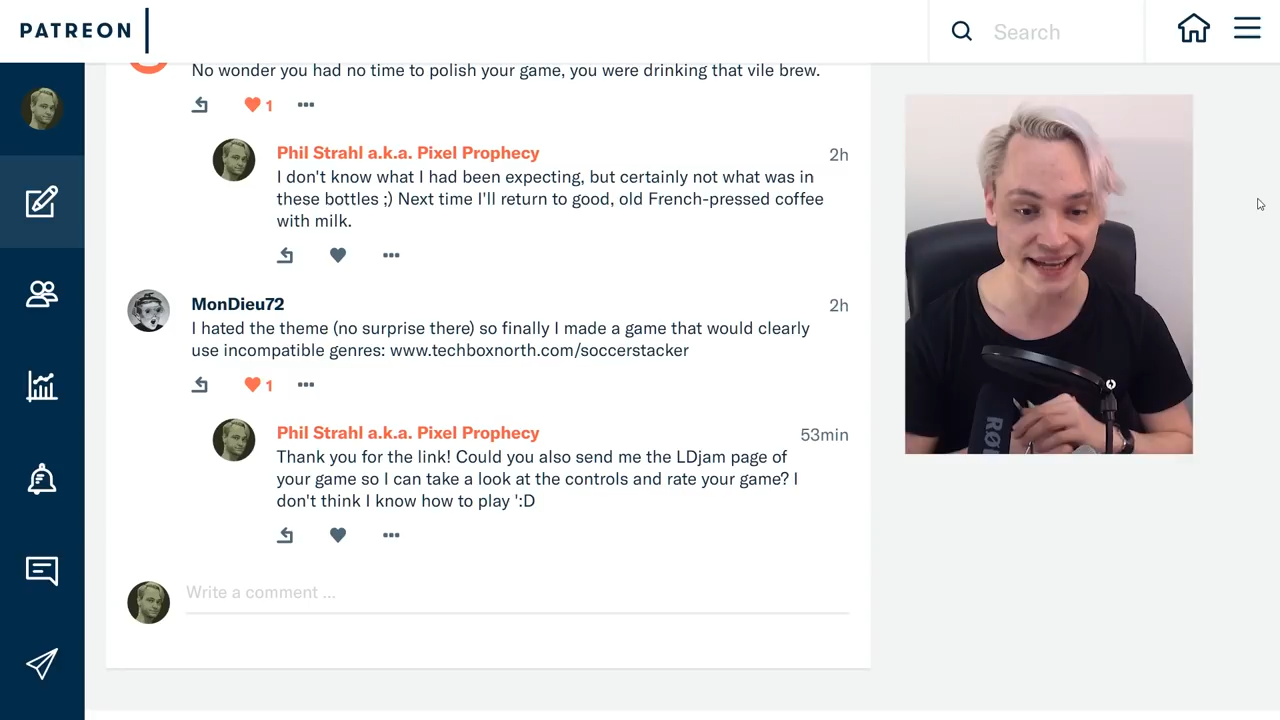 PATREON
Search
No wonder you had no time to polish your game, you were drinking that vile brew.
1
Phil Strahl a.k.a. Pixel Prophecy
2h
I don't know what I had been expecting, but certainly not what was in
these bottles ;) Next time I'll return to good, old French-pressed coffee
with milk.
MonDieu72
2h
I hated the theme (no surprise there) so finally I made a game that would clearly
use incompatible genres: www.techboxnorth.com/soccerstacker
1
Phil Strahl a.k.a. Pixel Prophecy
53min
Thank you for the link! Could you also send me the LDjam page of
your game so I can take a look at the controls and rate your game? I
don't think I know how to play ':D
Write a comment ...
RØDE